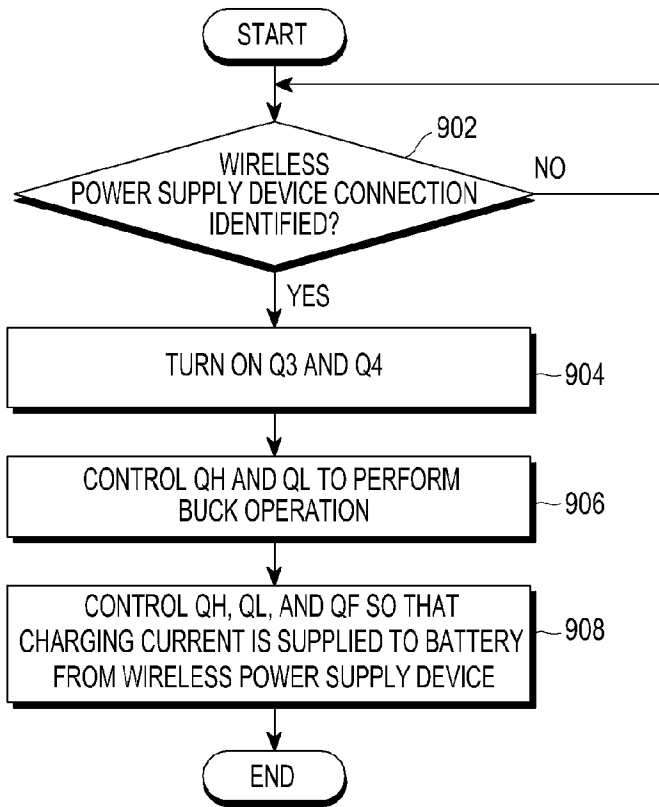 START
902
WIRELESS
POWER SUPPLY DEVICE CONNECTION
IDENTIFIED?
NO
YES
TURN ON Q3 AND Q4
904
CONTROL QH AND QL TO PERFORM
BUCK OPERATION
906
CONTROL QH, QL, AND QF SO THAT
CHARGING CURRENT IS SUPPLIED TO BATTERY
FROM WIRELESS POWER SUPPLY DEVICE
908
END